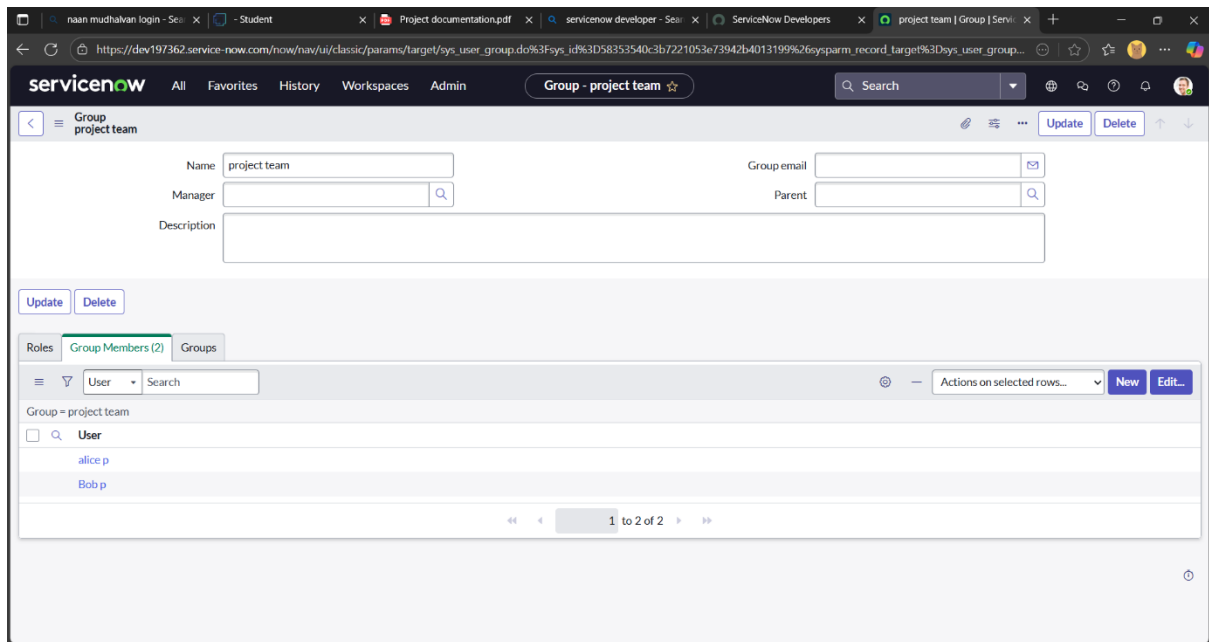 naan mudhalvan login - Sear
- Student
Project documentation.pdf
servicenow developer - Sear
ServiceNow Developers
project team | Group | Servic
https://dev197362.service-now.com/now/nav/ui/classic/params/target/sys_user_group.do%3Fsys_id%3D58353540c3b7221053e73942b4013199%26sysparm_record_target%3Dsys_user_group...
servicenow All Favorites History Workspaces Admin Group - project team Search
Group
project team
Update Delete
Name project team Group email
Manager Parent
Description
Update Delete
Roles Group Members (2) Groups
User Search Actions on selected rows... New Edit...
Group = project team
User
alice p
Bob p
1 to 2 of 2